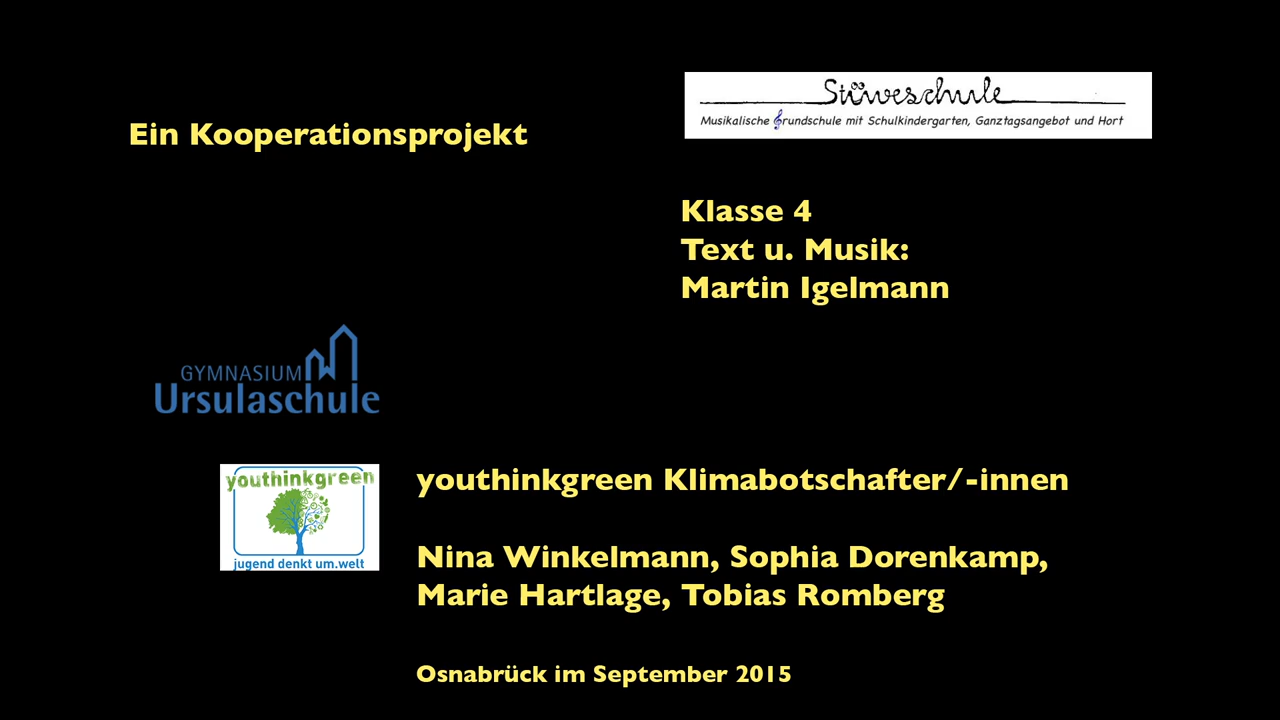 Stüweschule
Musikalische Grundschule mit Schulkindergarten, Ganztagsangebot und Hort
Ein Kooperationsprojekt
Klasse 4
Text u. Musik:
Martin Igelmann
GYMNASIUM
Ursulaschule
youthinkgreen
jugend denkt um.welt
youthinkgreen Klimabotschafter/-innen
Nina Winkelmann, Sophia Dorenkamp,
Marie Hartlage, Tobias Romberg
Osnabrück im September 2015